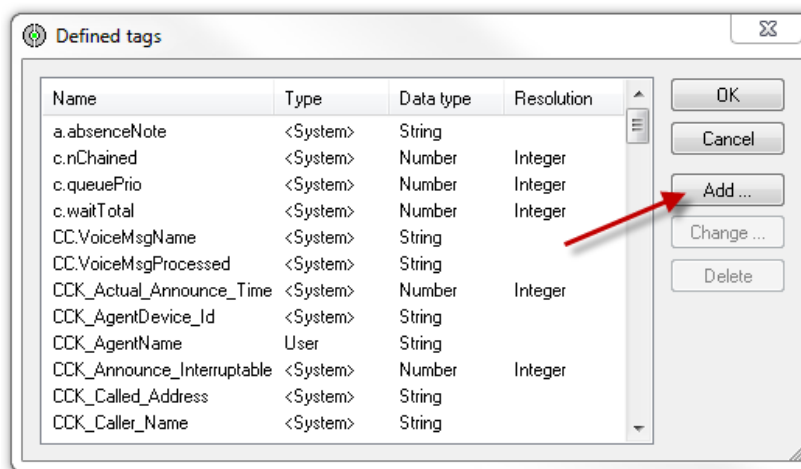 Defined tags
Name Type Data type Resolution
a.absenceNote <System> String
c.nChained <System> Number Integer
c.queuePrio <System> Number Integer
c.waitTotal <System> Number Integer
CC.VoiceMsgName <System> String
CC.VoiceMsgProcessed <System> String
CCK_Actual_Announce_Time <System> Number Integer
CCK_AgentDevice_Id <System> String
CCK_AgentName User String
CCK_Announce_Interruptable <System> Number Integer
CCK_Called_Address <System> String
CCK_Caller_Name <System> String
OK
Cancel
Add ...
Change ...
Delete